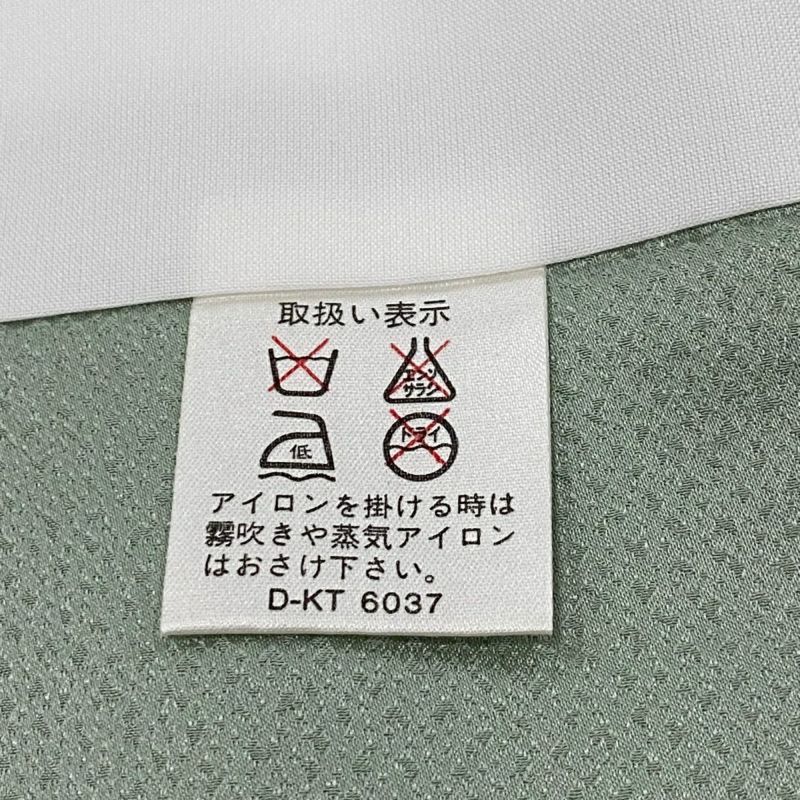 取扱い表示
エンソ
サラシ
低
ドライ
アイロンを掛ける時は
霧吹きや蒸気アイロン
はおさけ下さい。
D-KT 6037